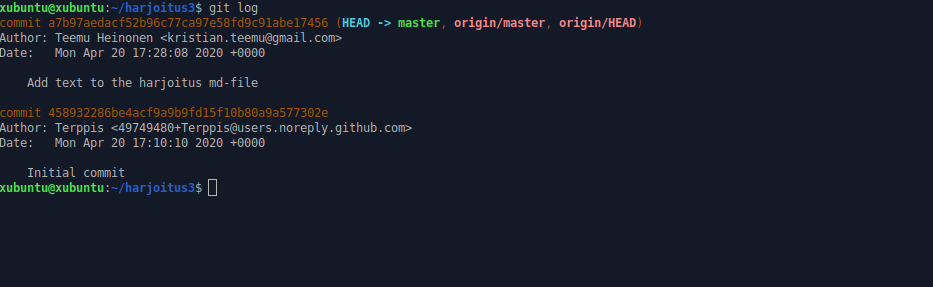 xubuntu@xubuntu:~/harjoitus3$ git log
commit a7b97aedacf52b96c77ca97e58fd9c91abe17456 (HEAD -> master, origin/master, origin/HEAD)
Author: Teemu Heinonen <kristian.teemu@gmail.com>
Date:   Mon Apr 20 17:28:08 2020 +0000
    Add text to the harjoitus md-file
commit 458932286be4acf9a9b9fd15f10b80a9a577302e
Author: Terppis <49749480+Terppis@users.noreply.github.com>
Date:   Mon Apr 20 17:10:10 2020 +0000
    Initial commit
xubuntu@xubuntu:~/harjoitus3$